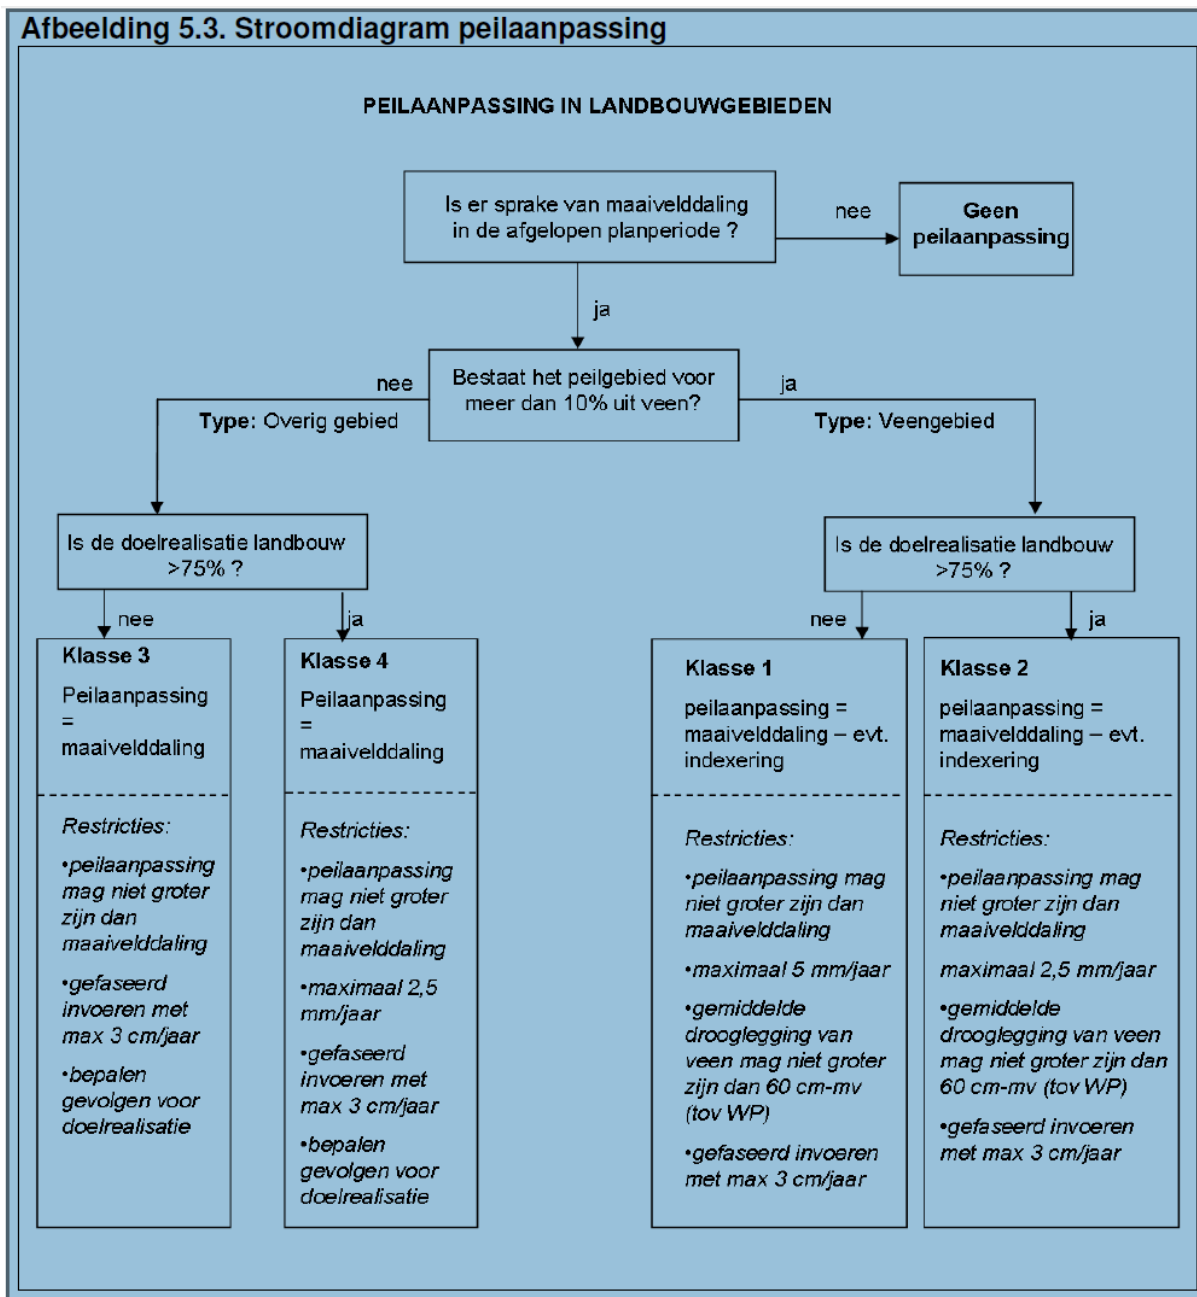 Afbeelding 5.3. Stroomdiagram peilaanpassing
PEILAANPASSING IN LANDBOUWGEBIEDEN
Is er sprake van maaivelddaling
in de afgelopen planperiode ?
nee
Geen
peilaanpassing
ja
Bestaat het peilgebied voor
meer dan 10% uit veen?
nee
Type: Overig gebied
ja
Type: Veengebied
Is de doelrealisatie landbouw
>75% ?
nee
ja
Is de doelrealisatie landbouw
>75% ?
nee
ja
Klasse 3
Peilaanpassing
=
maaivelddaling
Restricties:
•peilaanpassing
mag niet groter
zijn dan
maaivelddaling
•gefaseerd
invoeren met
max 3 cm/jaar
•bepalen
gevolgen voor
doelrealisatie
Klasse 4
Peilaanpassing
=
maaivelddaling
Restricties:
•peilaanpassing
mag niet groter
zijn dan
maaivelddaling
•maximaal 2,5
mm/jaar
•gefaseerd
invoeren met
max 3 cm/jaar
•bepalen
gevolgen voor
doelrealisatie
Klasse 1
peilaanpassing =
maaivelddaling – evt.
indexering
Restricties:
•peilaanpassing mag
niet groter zijn dan
maaivelddaling
•maximaal 5 mm/jaar
•gemiddelde
drooglegging van
veen mag niet groter
zijn dan 60 cm-mv
(tov WP)
•gefaseerd invoeren
met max 3 cm/jaar
Klasse 2
peilaanpassing =
maaivelddaling – evt.
indexering
Restricties:
•peilaanpassing mag
niet groter zijn dan
maaivelddaling
maximaal 2,5 mm/jaar
•gemiddelde
drooglegging van veen
mag niet groter zijn dan
60 cm-mv (tov WP)
•gefaseerd invoeren
met max 3 cm/jaar